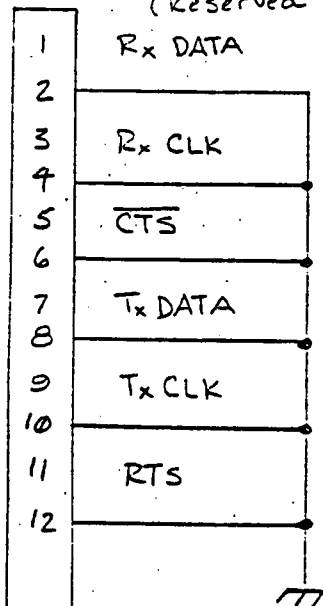 (Reserved
1 Rx DATA
2
3 Rx CLK
4
5 C̅T̅S̅
6
7 Tx DATA
8
9 Tx CLK
10
11 RTS
12